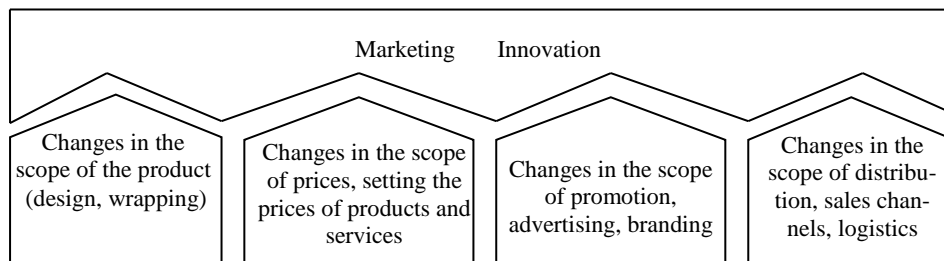 Marketing Innovation
Changes in the
scope of the product
(design, wrapping)
Changes in the scope
of prices, setting the
prices of products and
services
Changes in the scope
of promotion,
advertising, branding
Changes in the
scope of distribu-
tion, sales chan-
nels, logistics